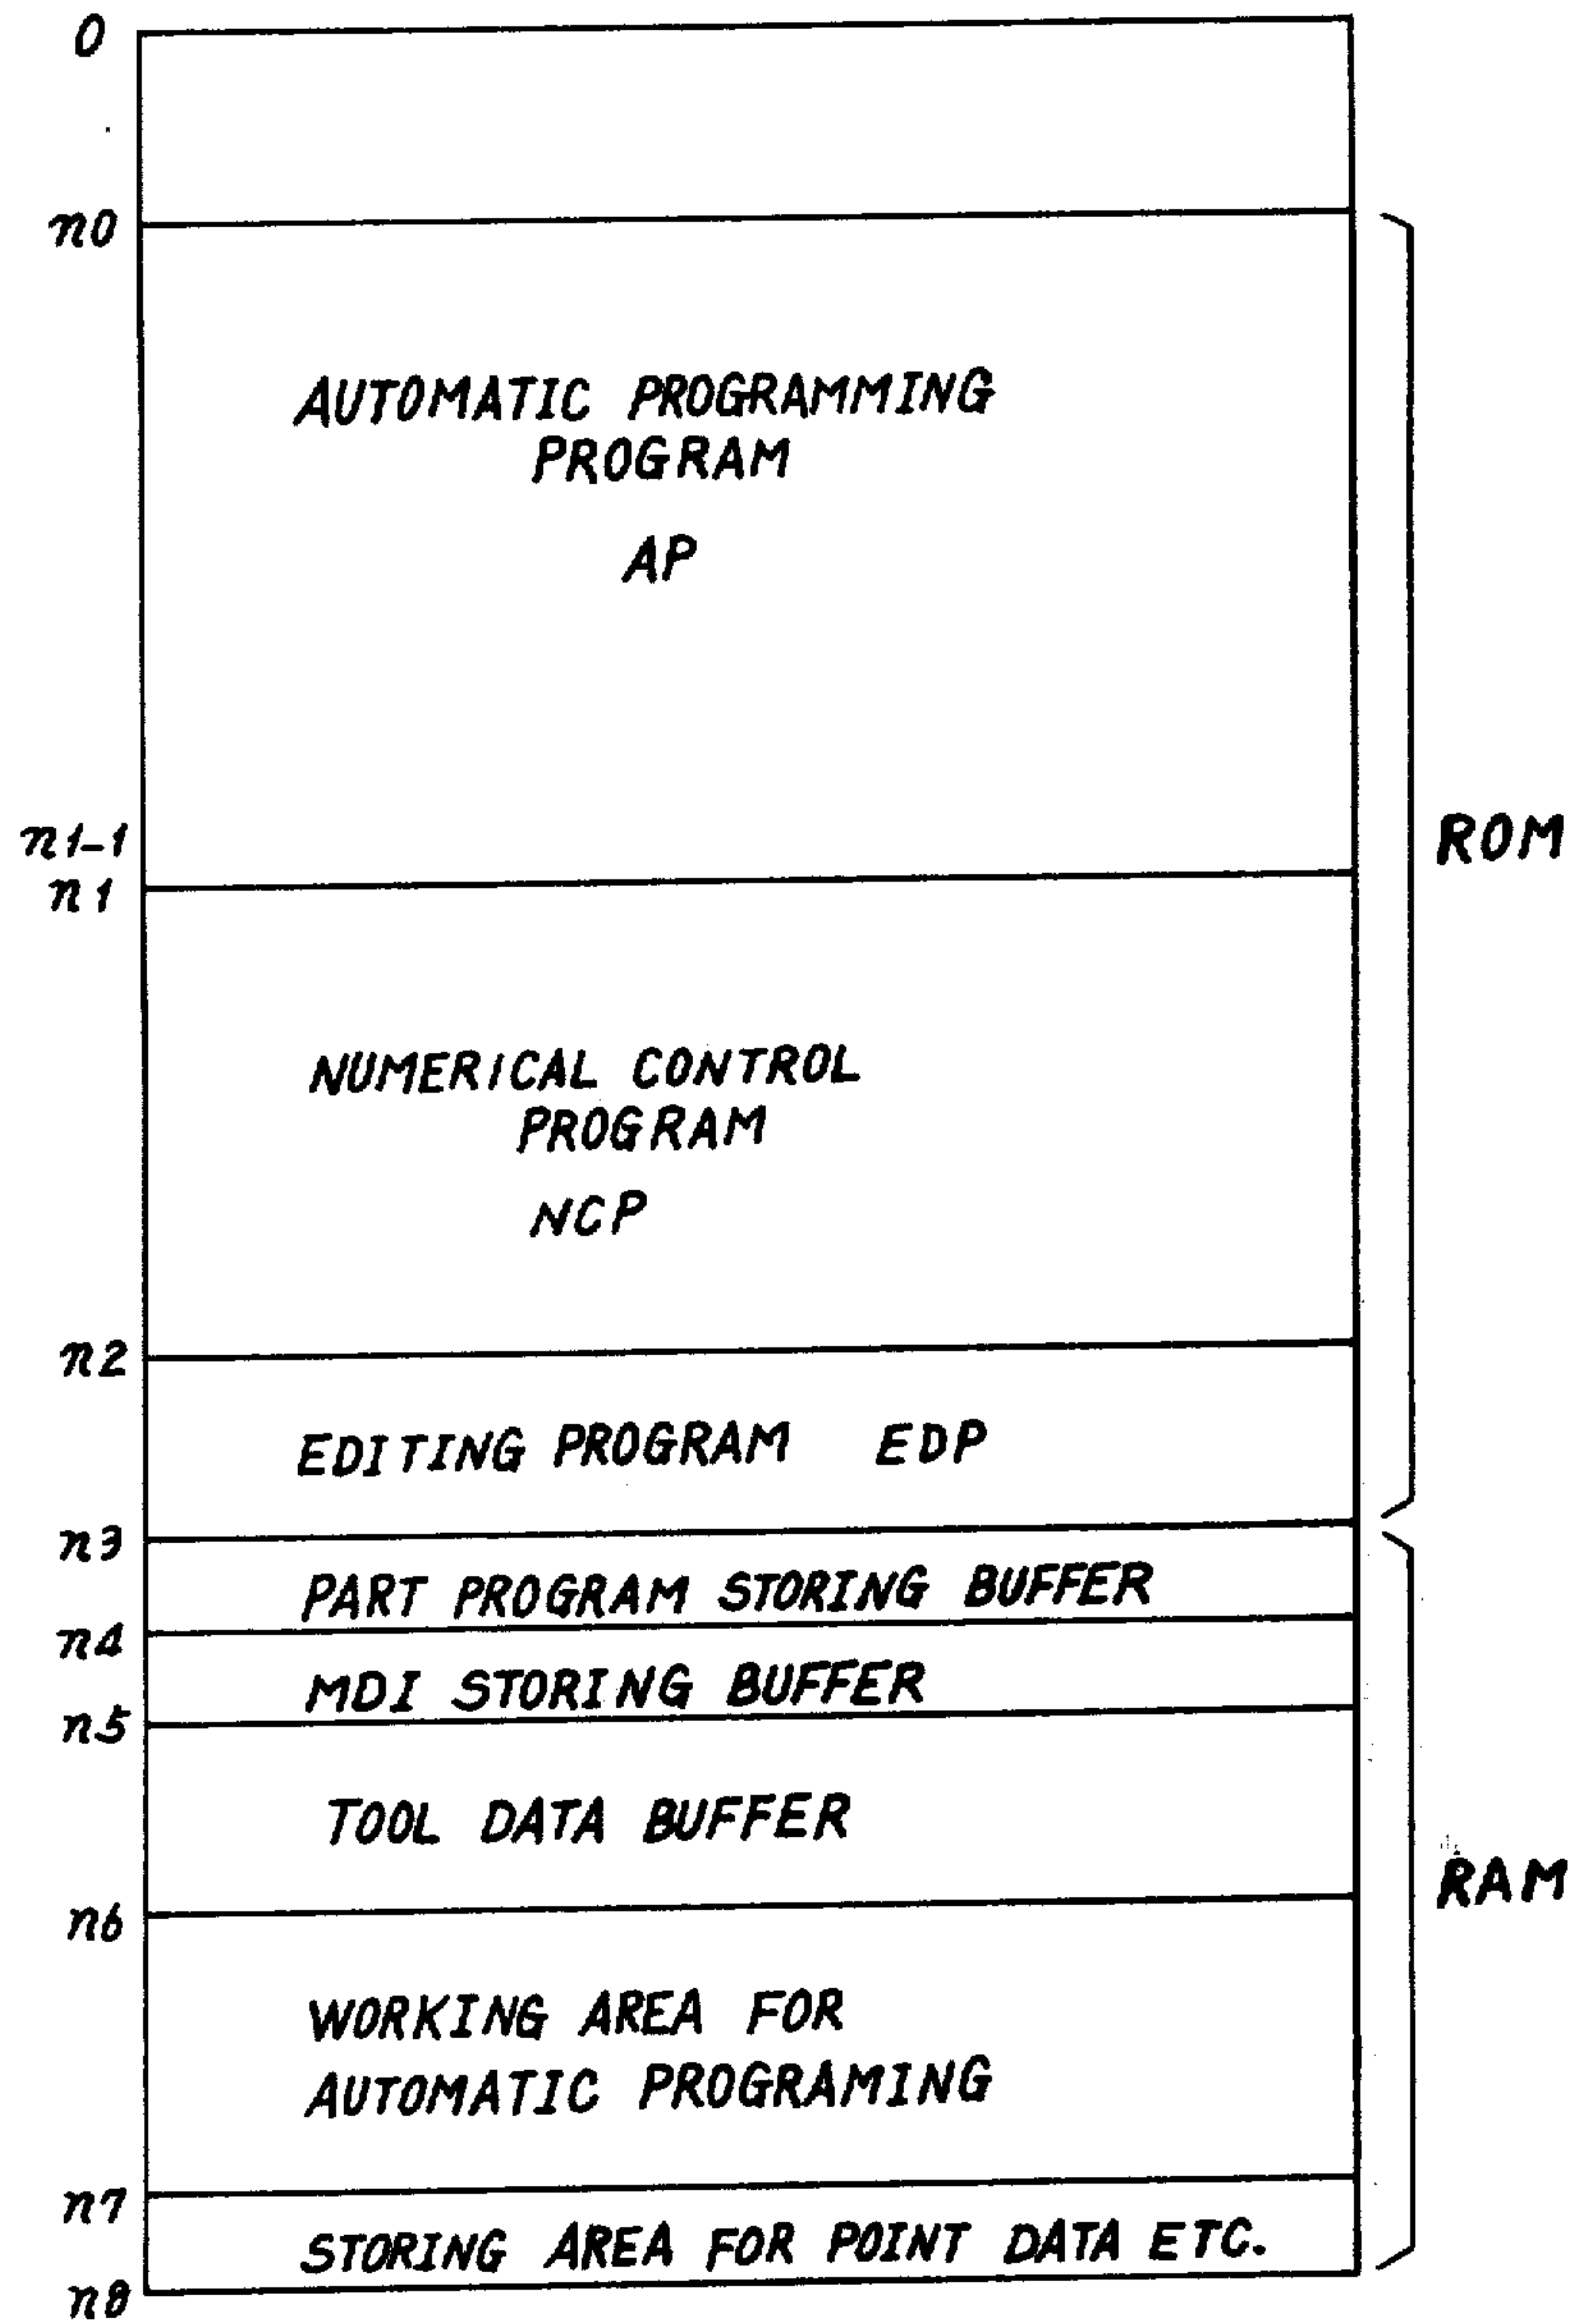 0
n0
AUTOMATIC PROGRAMMING
PROGRAM
AP
n1-1
ROM
n1
NUMERICAL CONTROL
PROGRAM
NCP
n2
EDITING PROGRAM EDP
n3
PART PROGRAM STORING BUFFER
n4
MDI STORING BUFFER
n5
TOOL DATA BUFFER
RAM
n6
WORKING AREA FOR
AUTOMATIC PROGRAMING
n7
STORING AREA FOR POINT DATA ETC.
n8